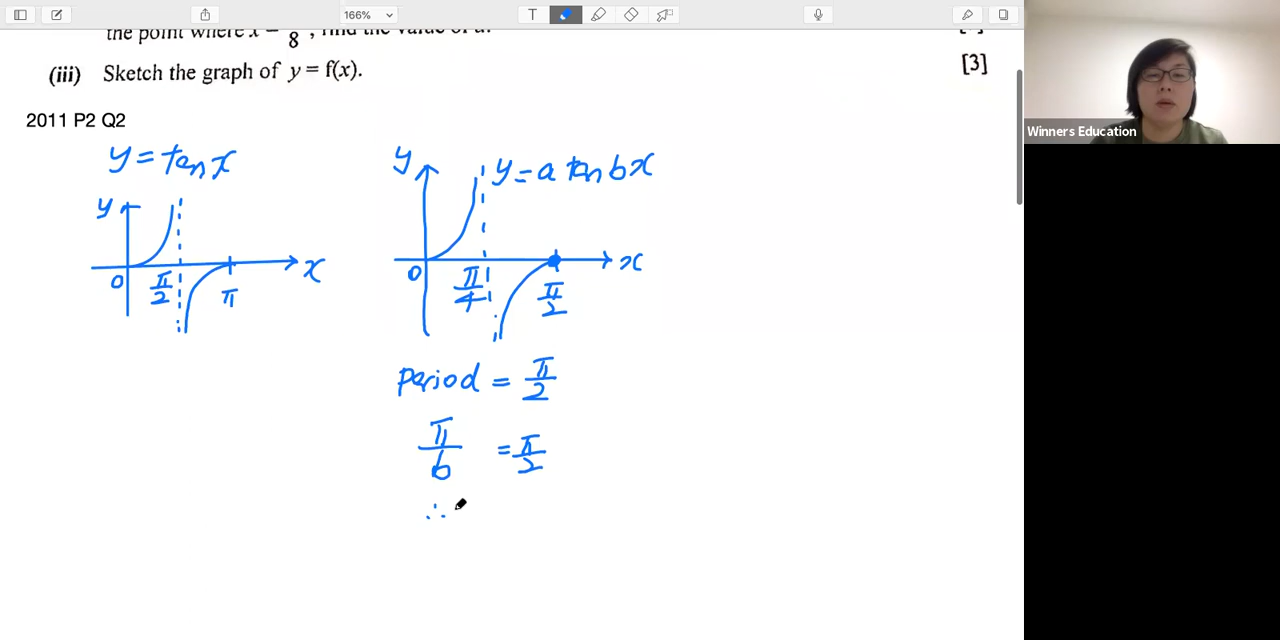 166%
the point where x = π/8, find the value of a.
(iii) Sketch the graph of y = f(x). [3]
Winners Education
2011 P2 Q2
y = tan x
y = a tan bx
y
y
x
x
0
π/2
π
0
π/4
π/2
Period = π/2
π/b = π/2
∴